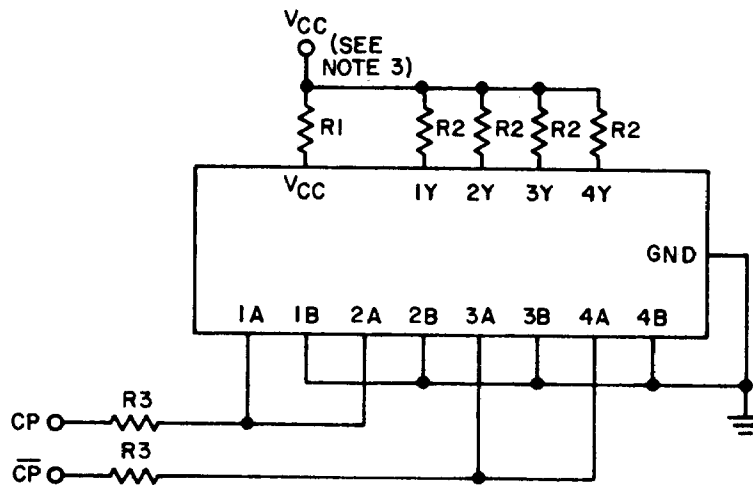 VCC
(SEE
NOTE 3)
R1 R2 R2 R2 R2
VCC 1Y 2Y 3Y 4Y
GND
1A 1B 2A 2B 3A 3B 4A 4B
R3
CP
R3
C̅P̅